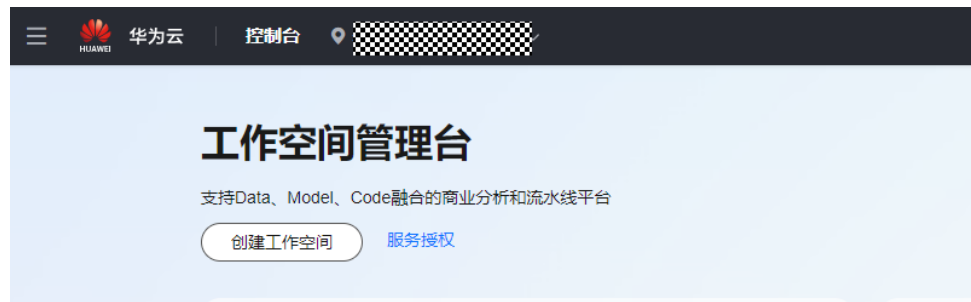 HUAWEI 华为云 控制台
工作空间管理台
支持Data、Model、Code融合的商业分析和流水线平台
创建工作空间 服务授权